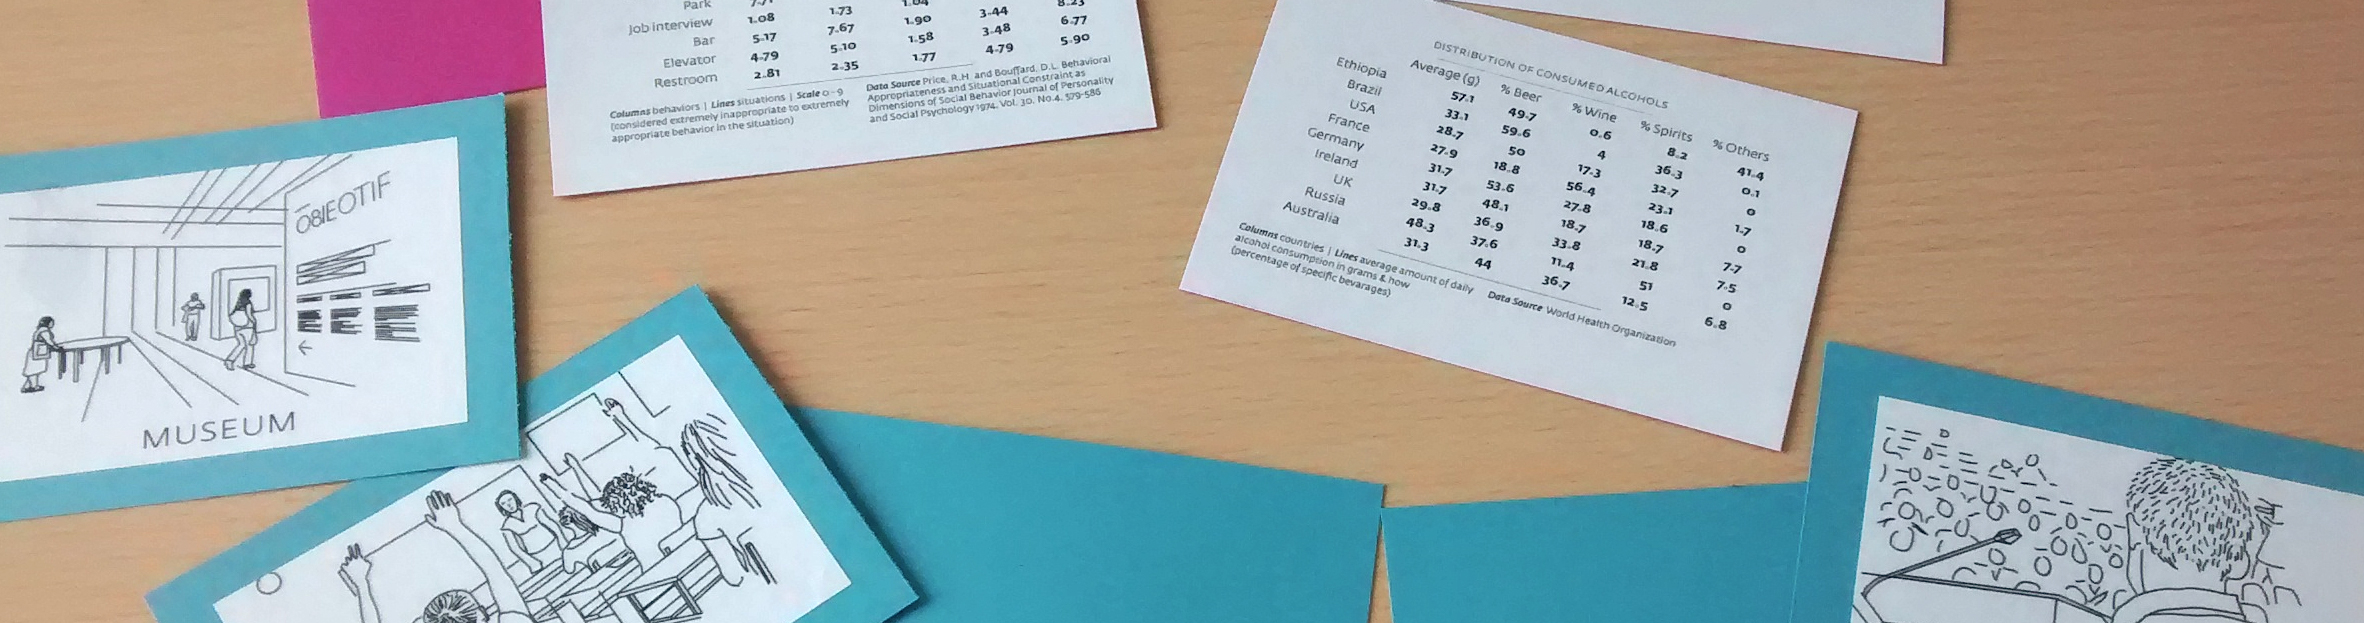 Park
Job interview 1.08 1.73 1.04
Bar 5.17 7.67 1.90 3.44 8.23
Elevator 4.79 5.10 1.58 3.48 6.77
Restroom 2.81 2.35 1.77 4.79 5.90
Columns behaviors | Lines situations | Scale 0-9
(considered extremely inappropriate to extremely
appropriate behavior in the situation)
Data Source Price, R.H. and Bouffard, D.L. Behavioral
Appropriateness and Situational Constraint as
Dimensions of Social Behavior Journal of Personality
and Social Psychology 1974, Vol. 30. No.4. 579-586
DISTRIBUTION OF CONSUMED ALCOHOLS
Average (g) % Beer % Wine % Spirits % Others
Ethiopia 57.1 49.7 0.6 8.2 41.4
Brazil 33.1 59.6 4 36.3 0.1
USA 28.7 50 17.3 32.7 0
France 27.9 18.8 56.4 23.1 1.7
Germany 31.7 53.6 27.8 18.6 0
Ireland 31.7 48.1 18.7 18.7 7.7
UK 29.8 36.9 33.8 21.8 7.5
Russia 48.3 37.6 11.4 51 0
Australia 31.3 44 36.7 12.5 6.8
Columns countries | Lines average amount of daily
alcohol consumption in grams & how
(percentage of specific bevarages)
Data Source World Health Organization
OBJEOTIF
MUSEUM